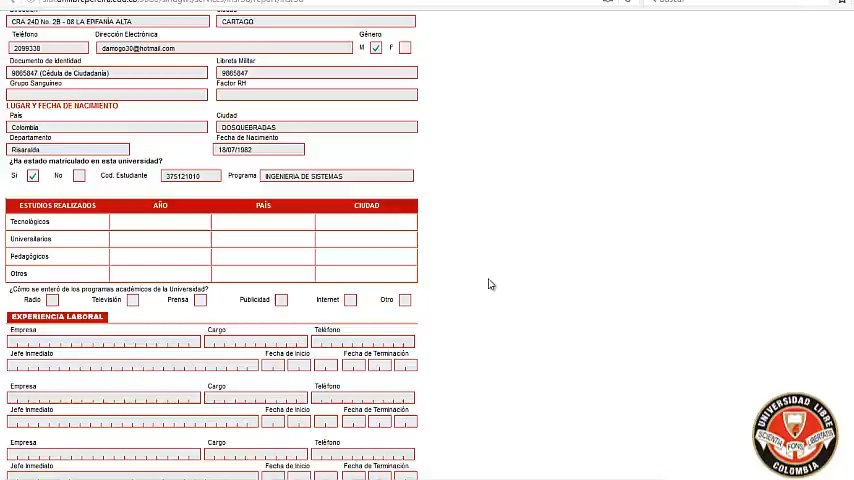 CRA 24D No. 2B - 08 LA EPIFANÍA ALTA CARTAGO
Teléfono Dirección Electrónica Género
2099338 damogo30@hotmail.com M ✓ F
Documento de Identidad Libreta Militar
9865847 (Cédula de Ciudadanía) 9865847
Grupo Sanguineo Factor RH
LUGAR Y FECHA DE NACIMIENTO
País Ciudad
Colombia DOSQUEBRADAS
Departamento Fecha de Nacimiento
Risaralda 18/07/1982
¿Ha estado matriculado en esta universidad?
Si ✓ No Cod. Estudiante 375121010 Programa INGENIERIA DE SISTEMAS
ESTUDIOS REALIZADOS AÑO PAÍS CIUDAD
Tecnológicos
Universitarios
Pedagógicos
Otros
¿Cómo se enteró de los programas académicos de la Universidad?
Radio Televisión Prensa Publicidad Internet Otro
EXPERIENCIA LABORAL
Empresa Cargo Teléfono
Jefe Inmediato Fecha de Inicio Fecha de Terminación
Empresa Cargo Teléfono
Jefe Inmediato Fecha de Inicio Fecha de Terminación
Empresa Cargo Teléfono
Jefe Inmediato Fecha de Inicio Fecha de Terminación
UNIVERSIDAD LIBRE
SCIENTIA FONS LIBERTATIS
COLOMBIA